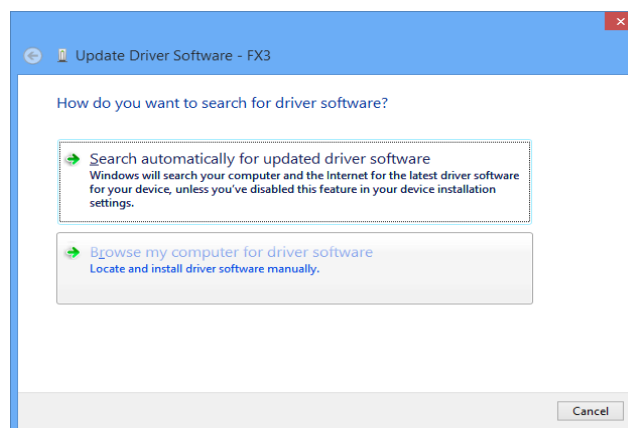 Update Driver Software - FX3
How do you want to search for driver software?
Search automatically for updated driver software
Windows will search your computer and the Internet for the latest driver software
for your device, unless you've disabled this feature in your device installation
settings.
Browse my computer for driver software
Locate and install driver software manually.
Cancel